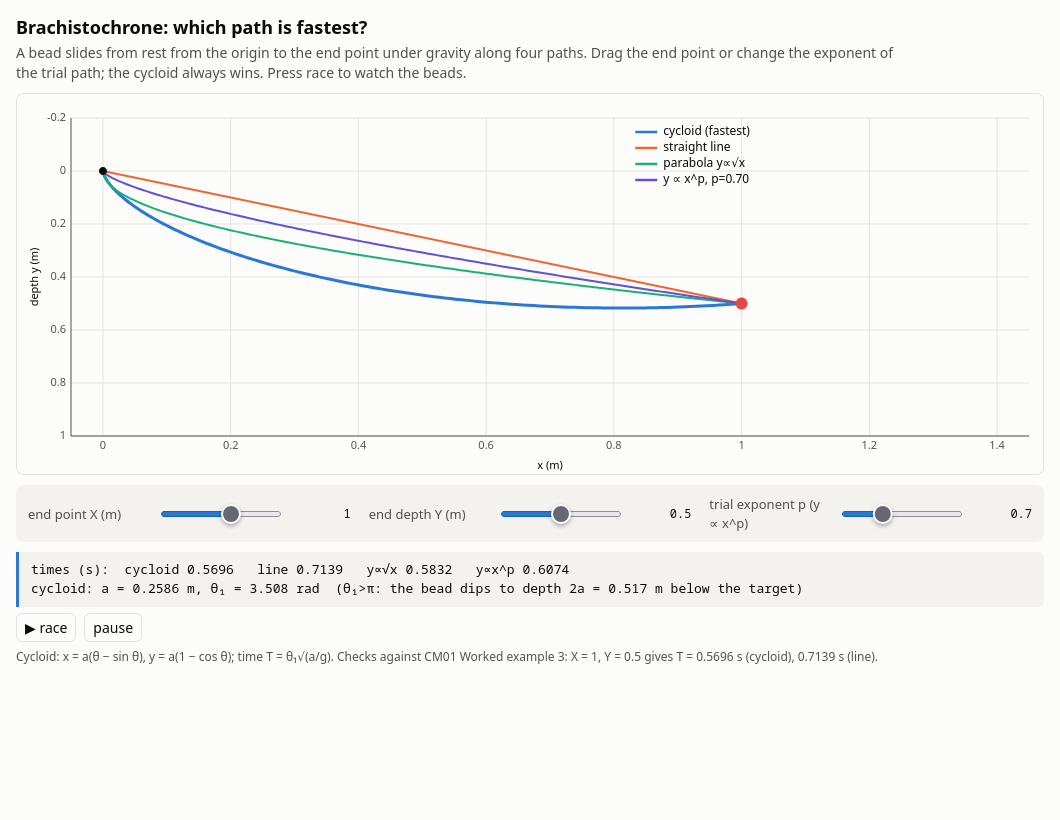 Brachistochrone: which path is fastest?
A bead slides from rest from the origin to the end point under gravity along four paths. Drag the end point or change the exponent of
the trial path; the cycloid always wins. Press race to watch the beads.
-0.2
0
0.2
0.4
0.6
0.8
1
depth y (m)
cycloid (fastest)
straight line
parabola y∝√x
y ∝ x^p, p=0.70
0
0.2
0.4
0.6
0.8
1
1.2
1.4
x (m)
end point X (m)
1
end depth Y (m)
0.5
trial exponent p (y
∝ x^p)
0.7
times (s):  cycloid 0.5696   line 0.7139   y∝√x 0.5832   y∝x^p 0.6074
cycloid: a = 0.2586 m, θ₁ = 3.508 rad  (θ₁>π: the bead dips to depth 2a = 0.517 m below the target)
▶ race
pause
Cycloid: x = a(θ − sin θ), y = a(1 − cos θ); time T = θ₁√(a/g). Checks against CM01 Worked example 3: X = 1, Y = 0.5 gives T = 0.5696 s (cycloid), 0.7139 s (line).